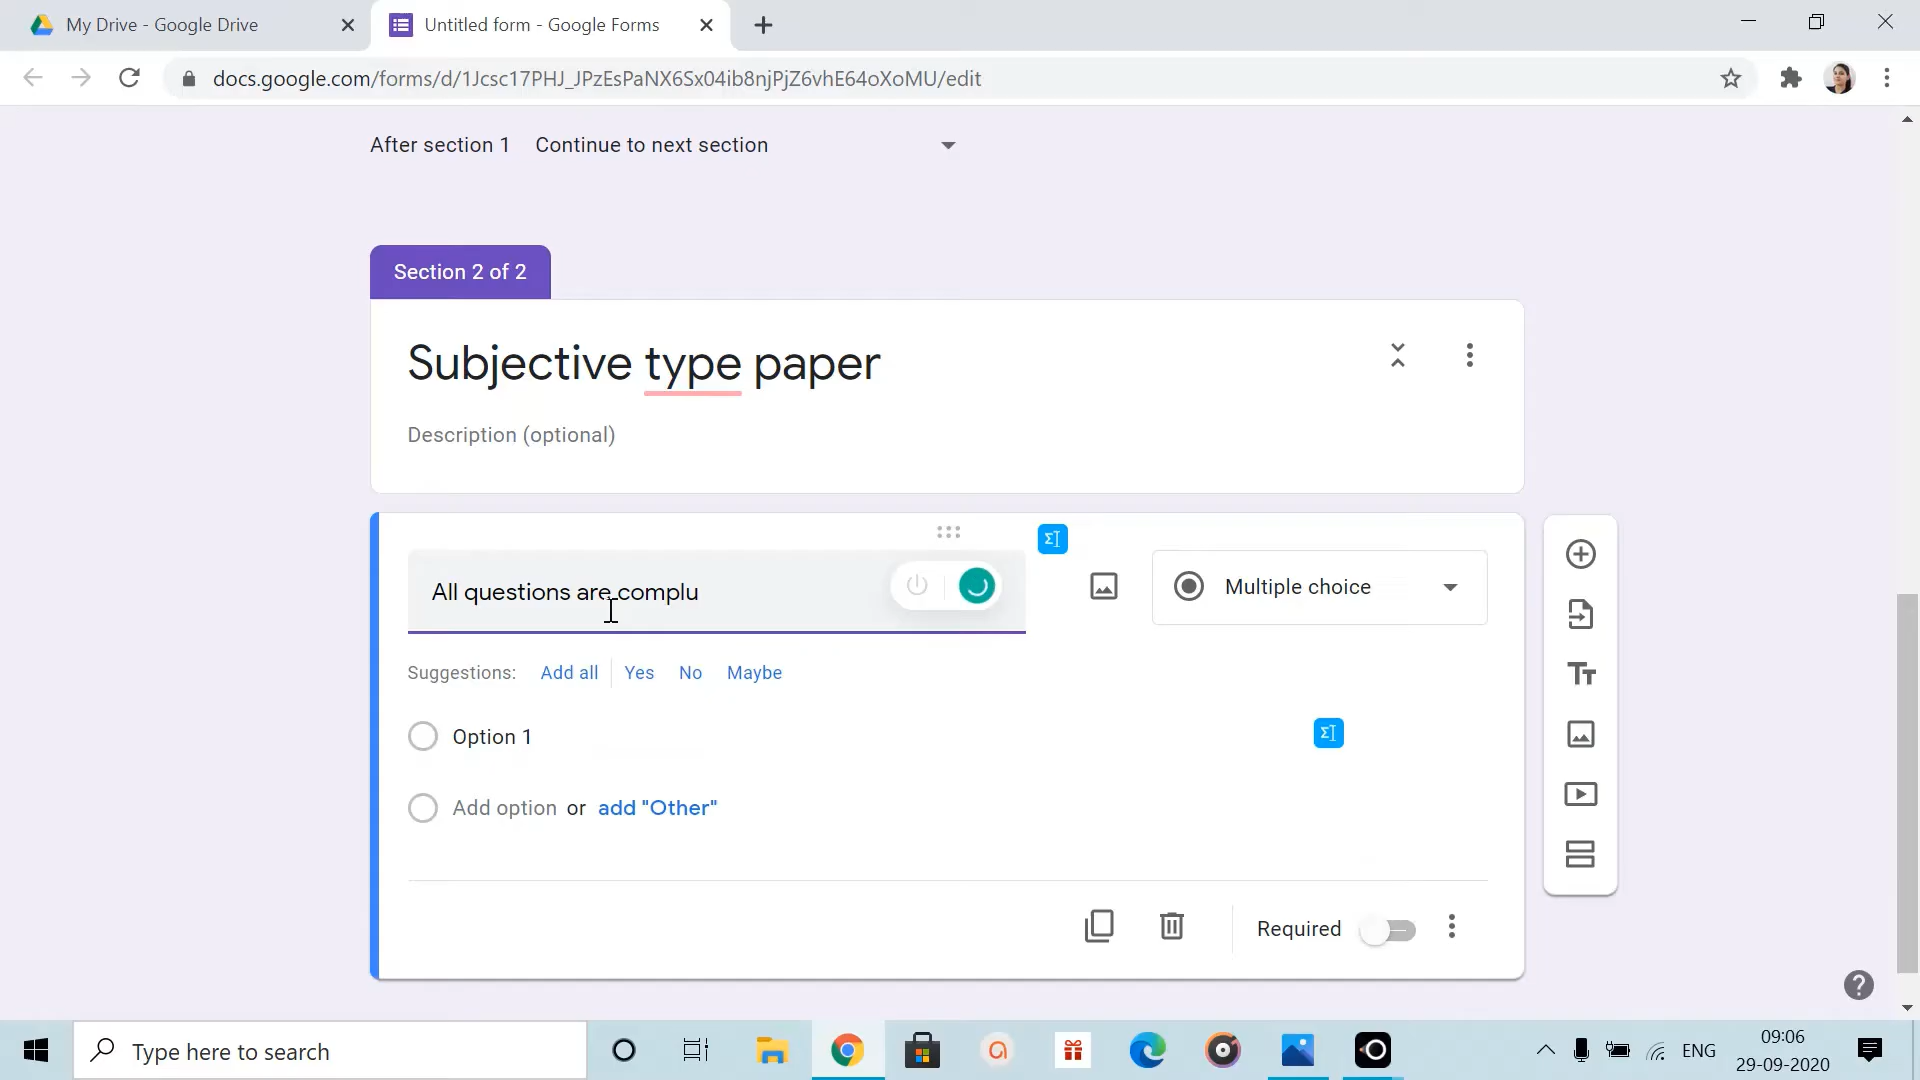 My Drive - Google Drive
Untitled form - Google Forms
docs.google.com/forms/d/1Jcsc17PHJ_JPzEsPaNX6Sx04ib8njPjZ6vhE64oXoMU/edit
After section 1 Continue to next section
Section 2 of 2
Subjective type paper
Description (optional)
All questions are complu
Multiple choice
Suggestions: Add all Yes No Maybe
Option 1
Add option or add "Other"
Required
Type here to search
ENG
09:06
29-09-2020